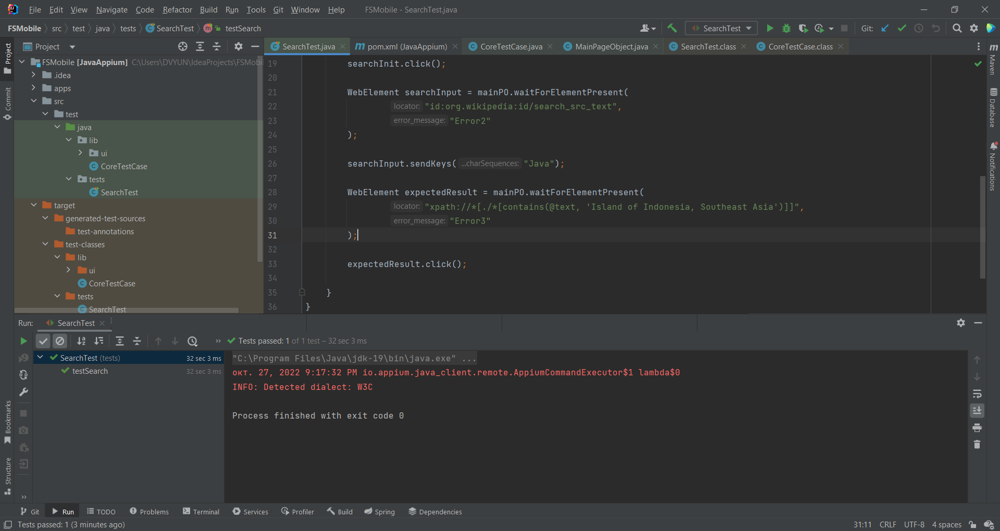 File Edit View Navigate Code Refactor Build Run Tools Git Window Help FSMobile - SearchTest.java
FSMobile src test java tests SearchTest testSearch
SearchTest Git:
Project
SearchTest.java pom.xml (JavaAppium) CoreTestCase.java MainPageObject.java SearchTest.class CoreTestCase.class
FSMobile [JavaAppium] C:\Users\DVYUN\IdeaProjects\FSMobil
.idea
apps
src
test
java
lib
ui
CoreTestCase
tests
SearchTest
target
generated-test-sources
test-annotations
test-classes
lib
ui
CoreTestCase
tests
SearchTest
19 searchInit.click();
20
21 WebElement searchInput = mainPO.waitForElementPresent(
22 locator: "id:org.wikipedia:id/search_src_text",
23 error_message: "Error2"
24 );
25
26 searchInput.sendKeys( ...charSequences: "Java");
27
28 WebElement expectedResult = mainPO.waitForElementPresent(
29 locator: "xpath://*[./*[contains(@text, 'Island of Indonesia, Southeast Asia')]]",
30 error_message: "Error3"
31 );
32
33 expectedResult.click();
34
35 }
36 }
Project
Commit
Bookmarks
Structure
Maven
Database
Notifications
Run: SearchTest
Tests passed: 1 of 1 test – 32 sec 3 ms
SearchTest (tests) 32 sec 3 ms
testSearch 32 sec 3 ms
"C:\Program Files\Java\jdk-19\bin\java.exe" ...
окт. 27, 2022 9:17:32 PM io.appium.java_client.remote.AppiumCommandExecutor$1 lambda$0
INFO: Detected dialect: W3C
Process finished with exit code 0
Git Run TODO Problems Terminal Services Profiler Build Spring Dependencies
Tests passed: 1 (3 minutes ago) 31:11 CRLF UTF-8 4 spaces